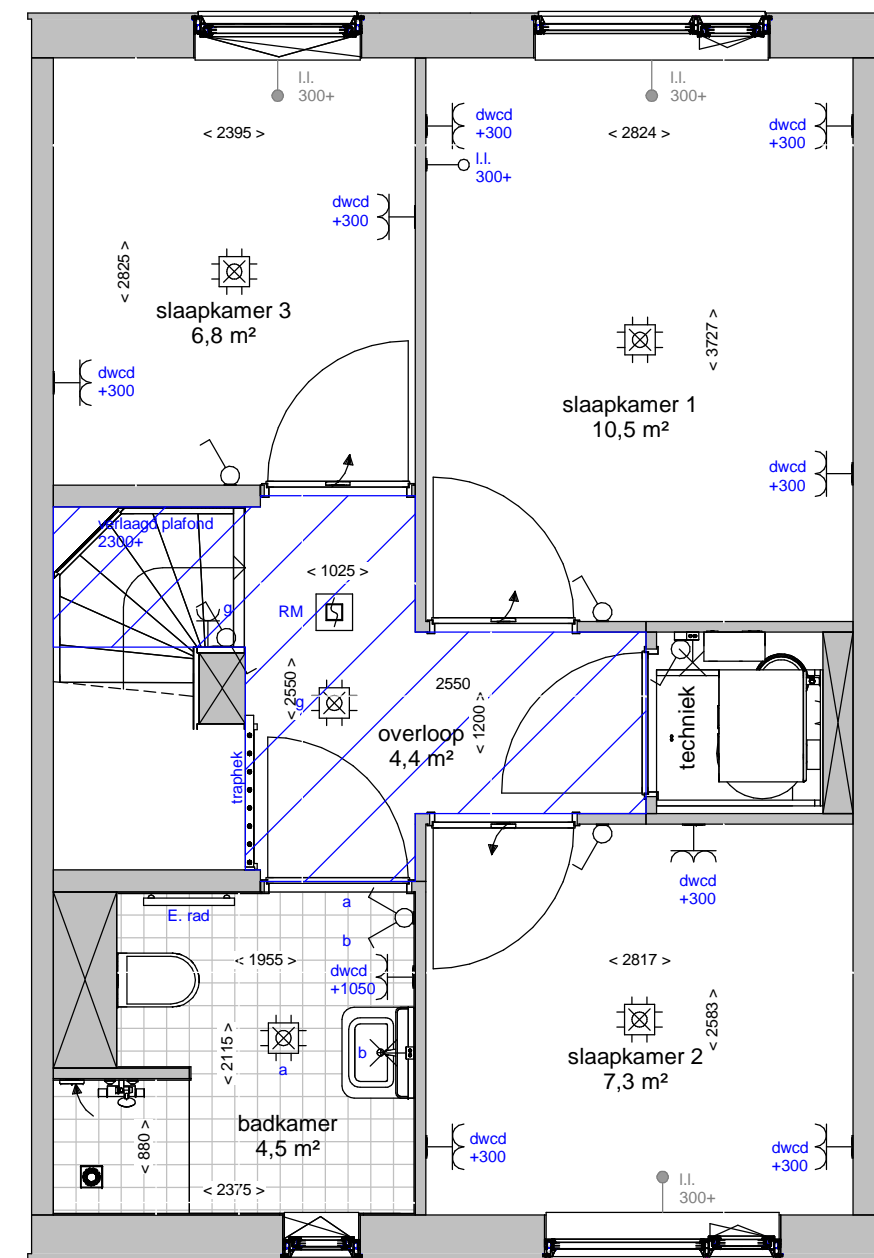 l.l.
300+
l.l.
300+
< 2395 >
dwcd
+300
< 2824 >
dwcd
+300
l.l.
300+
dwcd
+300
< 2825 >
slaapkamer 3
6,8 m²
< 3727 >
dwcd
+300
slaapkamer 1
10,5 m²
dwcd
+300
verlaagd plafond
2300+
< 1025 >
g
RM
< 2550 >
g
2550
< 1200 >
overloop
4,4 m²
techniek
traphek
E. rad
a
b
dwcd
+300
< 1955 >
dwcd
+1050
< 2817 >
< 2115 >
b
a
< 2583 >
slaapkamer 2
7,3 m²
badkamer
4,5 m²
< 880 >
dwcd
+300
dwcd
+300
< 2375 >
l.l.
300+